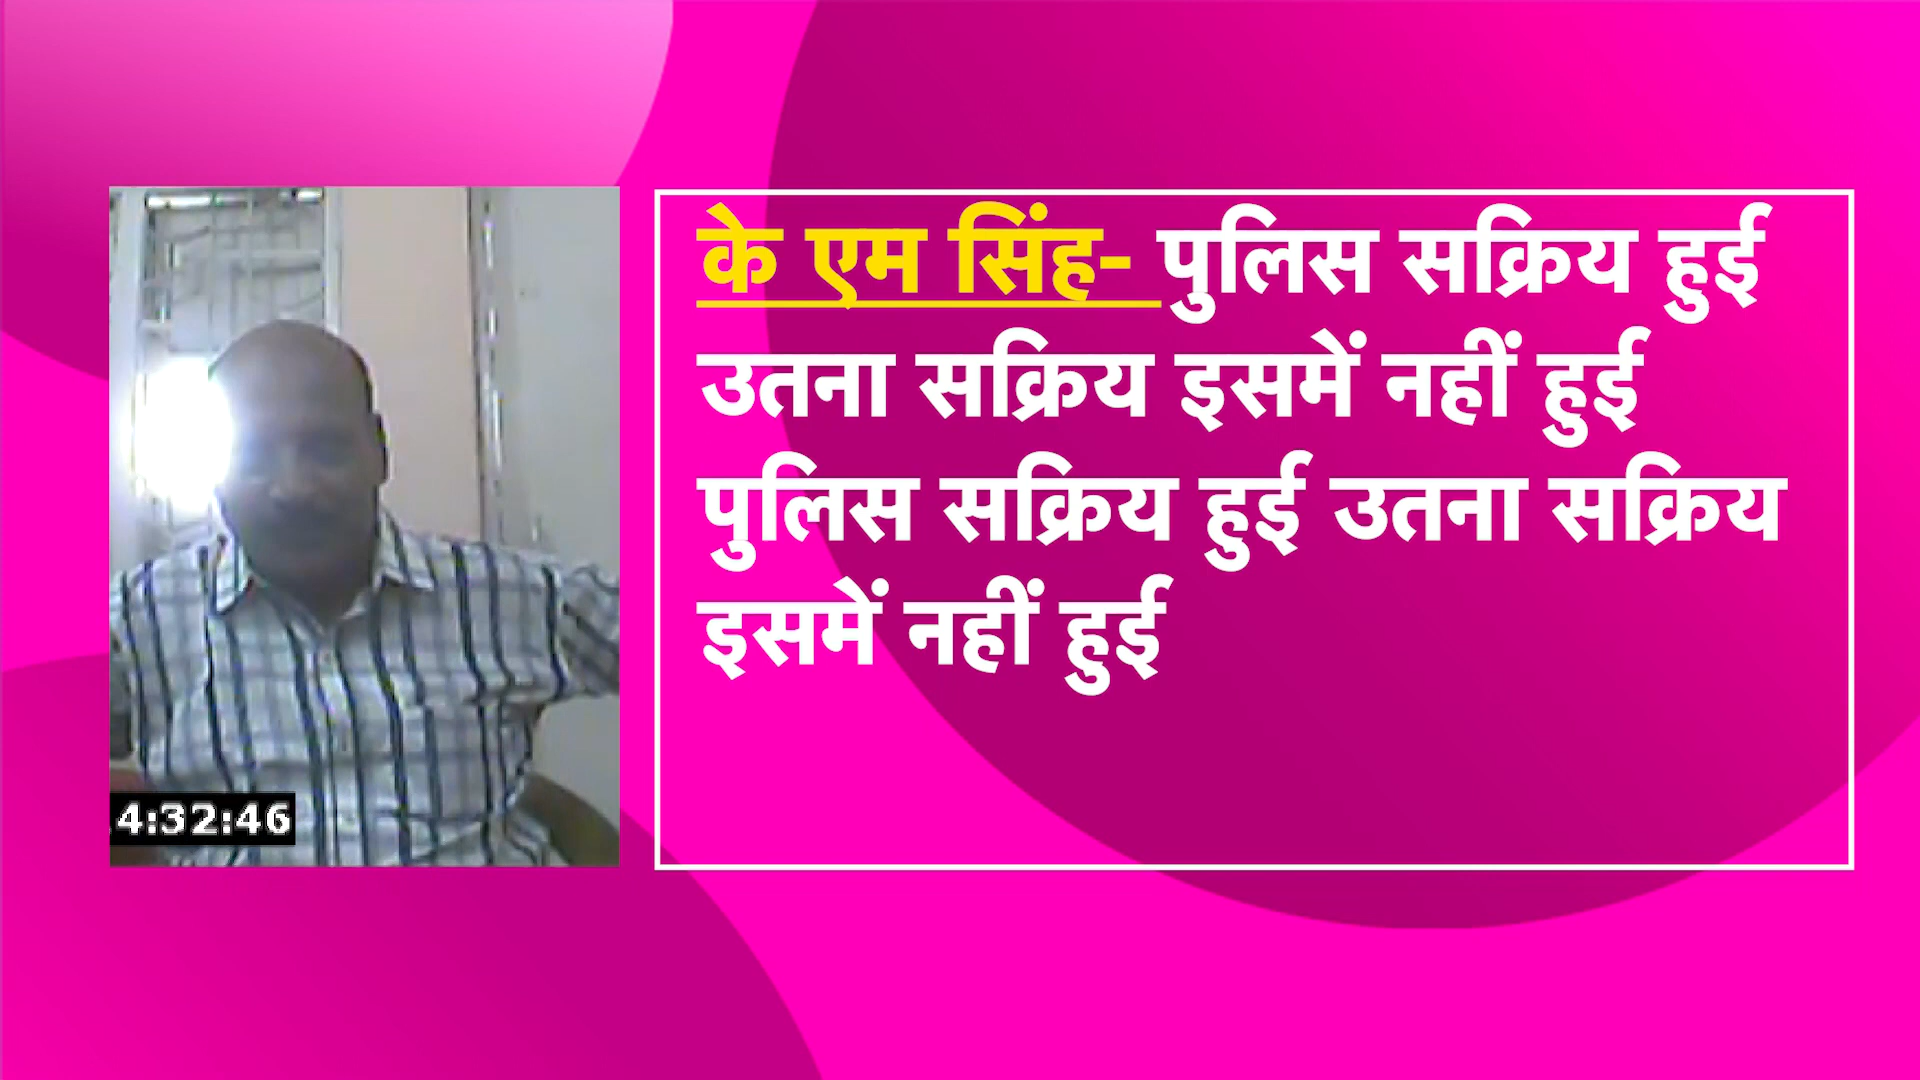 के एम सिंह- पुलिस सक्रिय हुई
उतना सक्रिय इसमें नहीं हुई
पुलिस सक्रिय हुई उतना सक्रिय
इसमें नहीं हुई
4:32:46